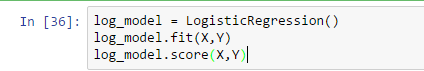 In [36]: log_model = LogisticRegression()
log_model.fit(X,Y)
log_model.score(X,Y)